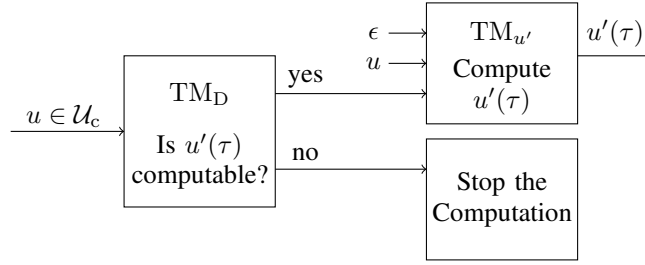 u ∈ 𝒰_c
TM_D
Is u′(τ)
computable?
yes
no
ϵ
u
TM_{u′}
Compute
u′(τ)
u′(τ)
Stop the
Computation